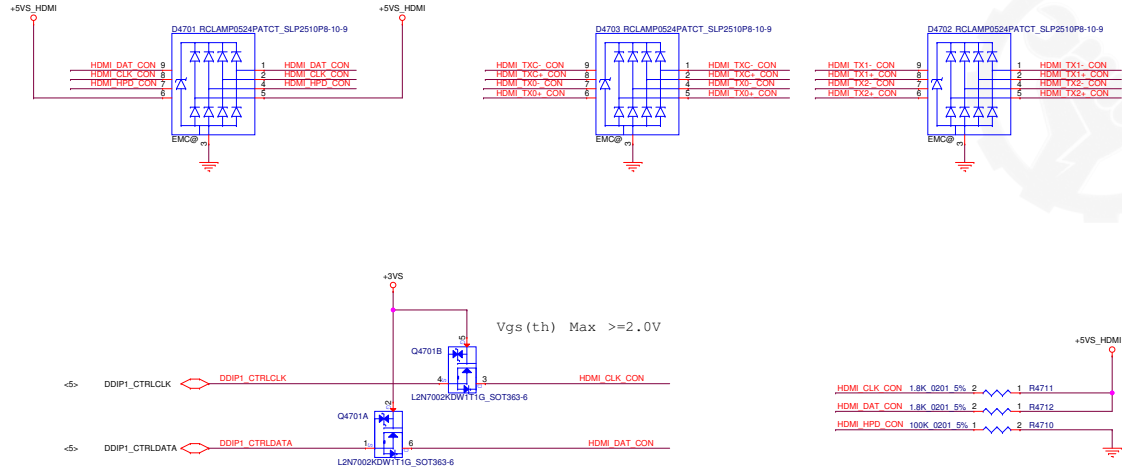 +5VS_HDMI
+5VS_HDMI
D4701 RCLAMP0524PATCT_SLP2510P8-10-9
HDMI_DAT_CON 9
HDMI_CLK_CON 8
HDMI_HPD_CON 7
6
1 HDMI_DAT_CON
2 HDMI_CLK_CON
4 HDMI_HPD_CON
5
EMC@
3
D4703 RCLAMP0524PATCT_SLP2510P8-10-9
HDMI_TXC-_CON 9
HDMI_TXC+_CON 8
HDMI_TX0-_CON 7
HDMI_TX0+_CON 6
1 HDMI_TXC-_CON
2 HDMI_TXC+_CON
4 HDMI_TX0-_CON
5 HDMI_TX0+_CON
EMC@
3
D4702 RCLAMP0524PATCT_SLP2510P8-10-9
HDMI_TX1-_CON 9
HDMI_TX1+_CON 8
HDMI_TX2-_CON 7
HDMI_TX2+_CON 6
1 HDMI_TX1-_CON
2 HDMI_TX1+_CON
4 HDMI_TX2-_CON
5 HDMI_TX2+_CON
EMC@
3
+3VS
Vgs(th) Max >=2.0V
5
Q4701B
<5> DDIP1_CTRLCLK DDIP1_CTRLCLK 4 3 HDMI_CLK_CON
L2N7002KDW1T1G_SOT363-6
2
Q4701A
<5> DDIP1_CTRLDATA DDIP1_CTRLDATA 1 6 HDMI_DAT_CON
L2N7002KDW1T1G_SOT363-6
+5VS_HDMI
HDMI_CLK_CON 1.8K_0201_5% 2 1 R4711
HDMI_DAT_CON 1.8K_0201_5% 2 1 R4712
HDMI_HPD_CON 100K_0201_5% 1 2 R4710